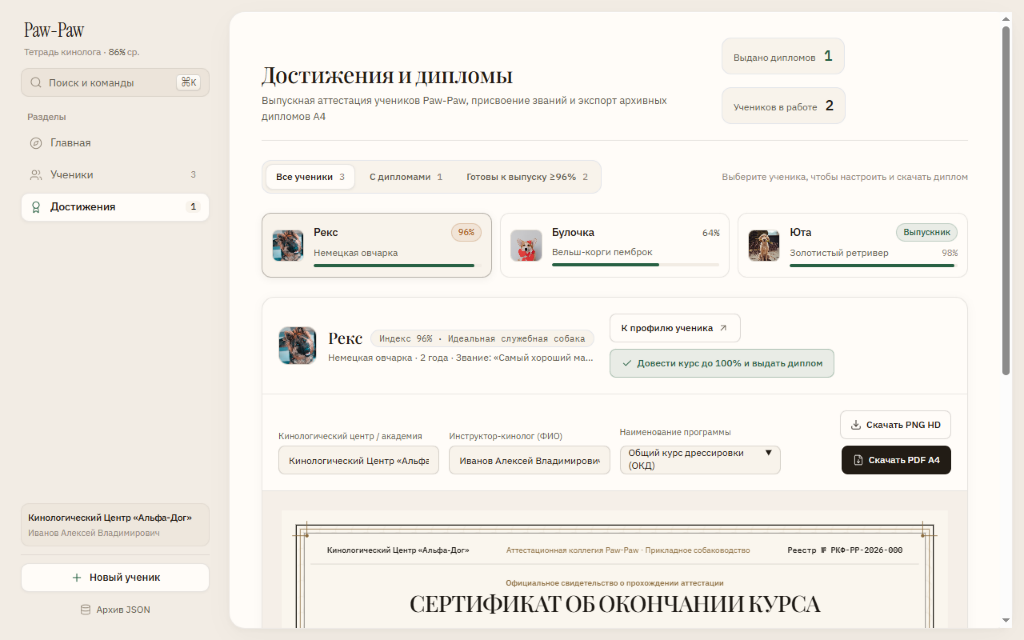 Paw-Paw
Тетрадь кинолога · 86% ср.
Поиск и команды ⌘K
Разделы
Главная
Ученики 3
Достижения 1
Кинологический Центр «Альфа-Дог»
Иванов Алексей Владимирович
Новый ученик
Архив JSON
Достижения и дипломы
Выпускная аттестация учеников Paw-Paw, присвоение званий и экспорт архивных
дипломов А4
Выдано дипломов 1
Учеников в работе 2
Все ученики 3 С дипломами 1 Готовы к выпуску ≥96% 2
Выберите ученика, чтобы настроить и скачать диплом
Рекс 96%
Немецкая овчарка
Булочка 64%
Вельш-корги пемброк
Юта Выпускник
Золотистый ретривер 98%
Рекс Индекс 96% · Идеальная служебная собака
Немецкая овчарка · 2 года · Звание: «Самый хороший ма...
К профилю ученика
Довести курс до 100% и выдать диплом
Кинологический центр / академия
Кинологический Центр «Альфа
Инструктор-кинолог (ФИО)
Иванов Алексей Владимирови
Наименование программы
Общий курс дрессировки
(ОКД)
Скачать PNG HD
Скачать PDF A4
Кинологический Центр «Альфа-Дог» Аттестационная коллегия Paw-Paw · Прикладное собаководство Реестр № РКФ-PP-2026-000
Официальное свидетельство о прохождении аттестации
СЕРТИФИКАТ ОБ ОКОНЧАНИИ КУРСА